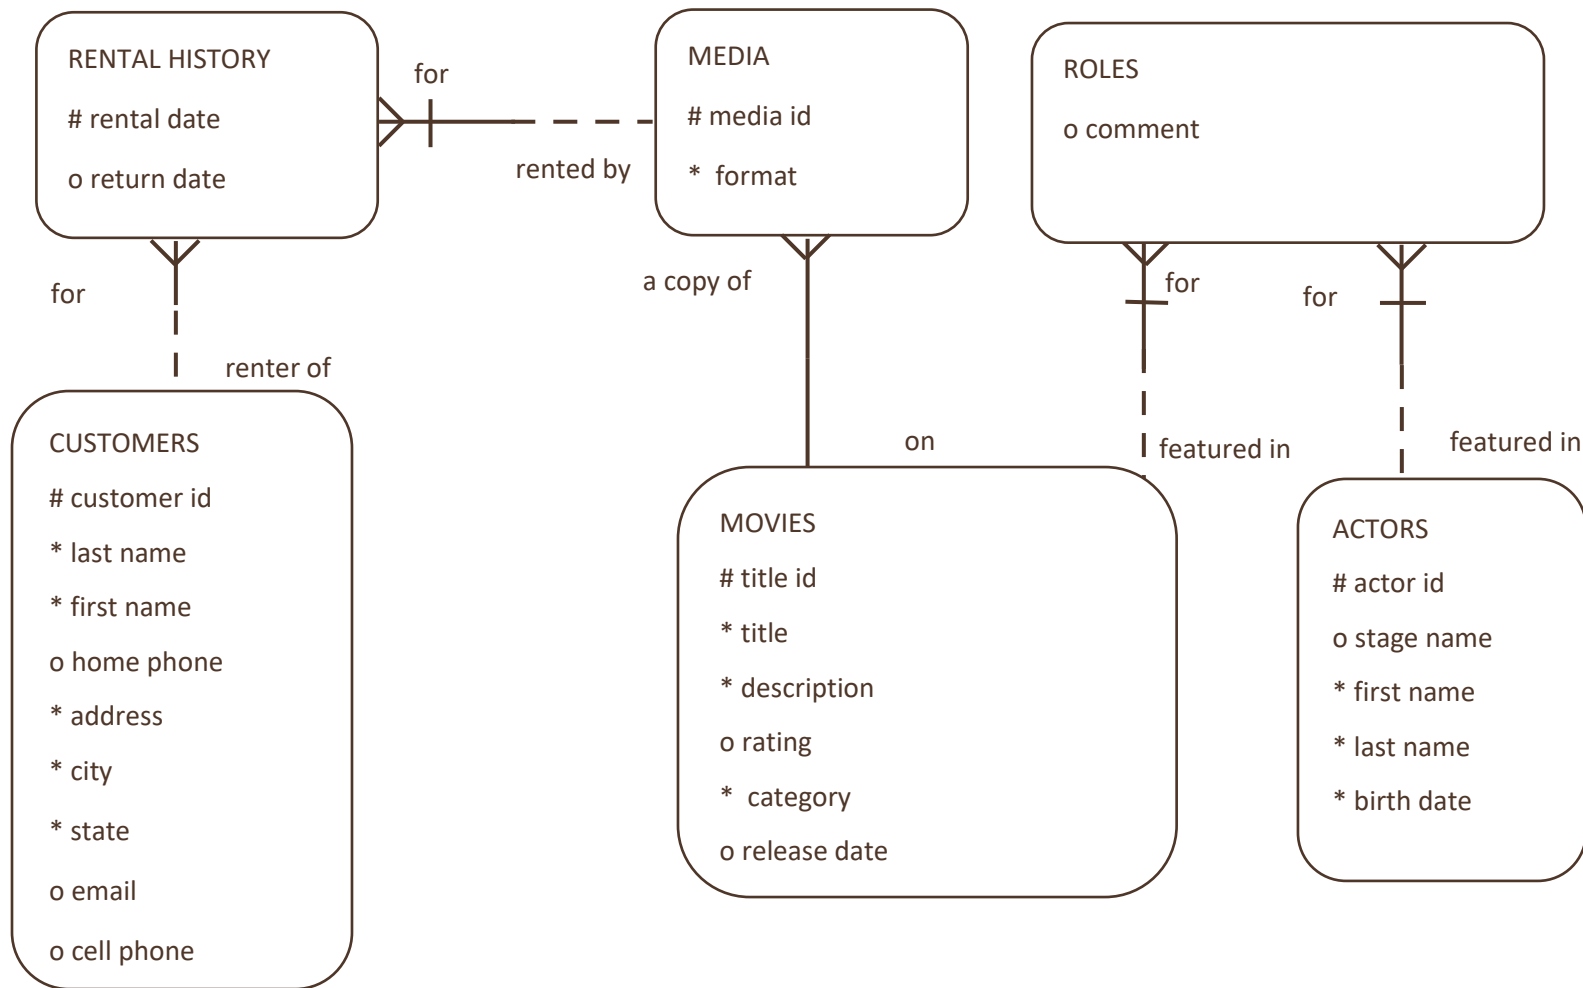 RENTAL HISTORY
# rental date
o return date
for
rented by
MEDIA
# media id
* format
ROLES
o comment
for
renter of
a copy of
on
for
featured in
for
featured in
CUSTOMERS
# customer id
* last name
* first name
o home phone
* address
* city
* state
o email
o cell phone
MOVIES
# title id
* title
* description
o rating
* category
o release date
ACTORS
# actor id
o stage name
* first name
* last name
* birth date